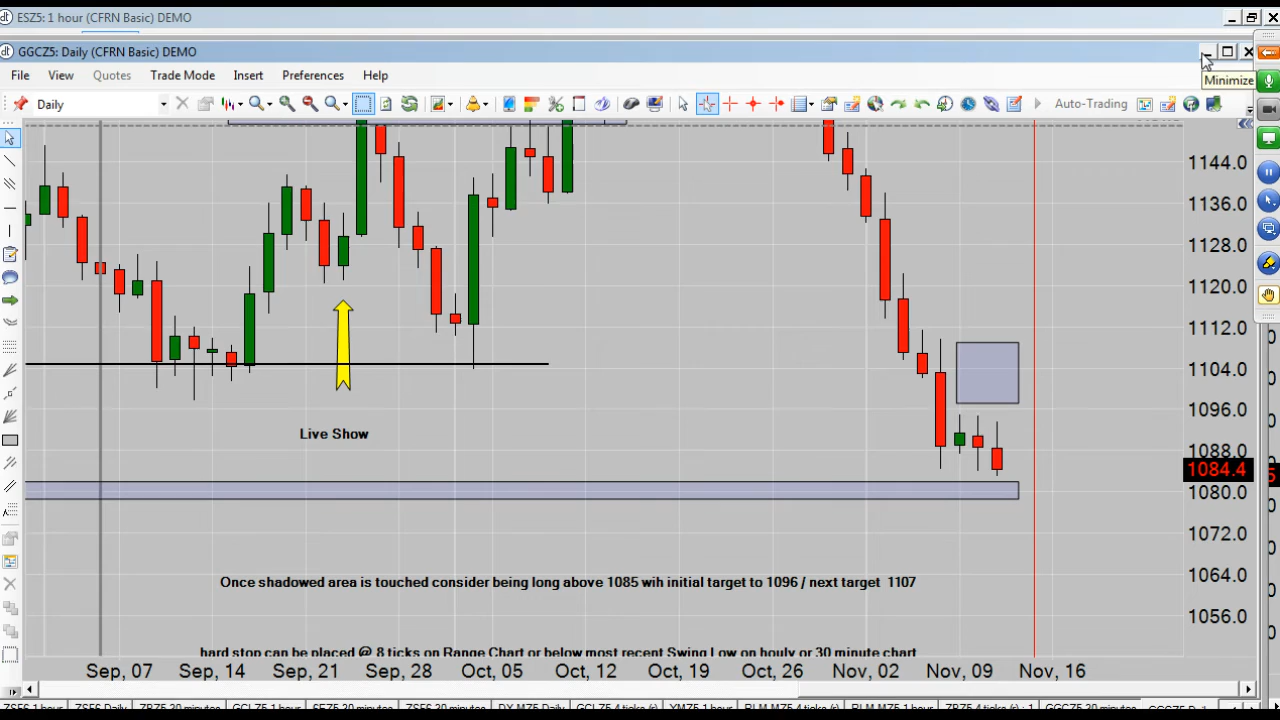 ESZ5: 1 hour (CFRN Basic) DEMO
GGCZ5: Daily (CFRN Basic) DEMO
File View Quotes Trade Mode Insert Preferences Help
Minimize
Daily
Auto-Trading
1144.0
1136.0
1128.0
1120.0
1112.0
1104.0
1096.0
1088.0
1084.4
1080.0
1072.0
1064.0
1056.0
Live Show
Once shadowed area is touched consider being long above 1085 wih initial target to 1096 / next target 1107
hard stop can be placed @ 8 ticks on Range Chart or below most recent Swing Low on houly or 30 minute chart
Sep, 07 Sep, 14 Sep, 21 Sep, 28 Oct, 05 Oct, 12 Oct, 19 Oct, 26 Nov, 02 Nov, 09 Nov, 16